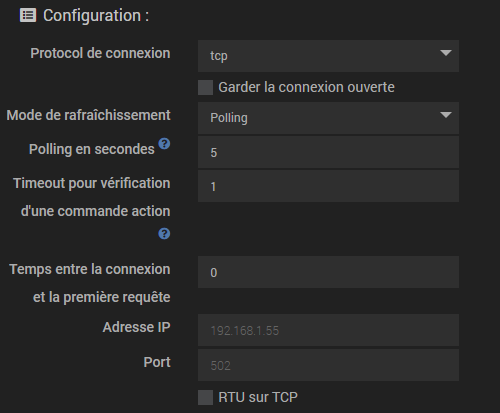 Configuration :
Protocol de connexion tcp
Garder la connexion ouverte
Mode de rafraîchissement Polling
Polling en secondes ? 5
Timeout pour vérification 1
d'une commande action
?
Temps entre la connexion 0
et la première requête
Adresse IP 192.168.1.55
Port 502
RTU sur TCP